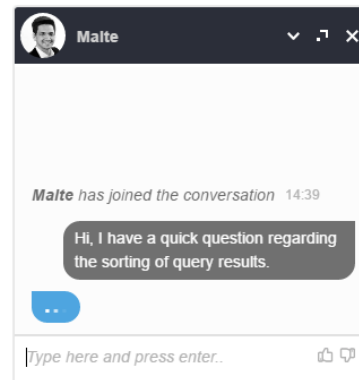 Malte
Malte has joined the conversation 14:39
Hi, I have a quick question regarding
the sorting of query results.
Type here and press enter..